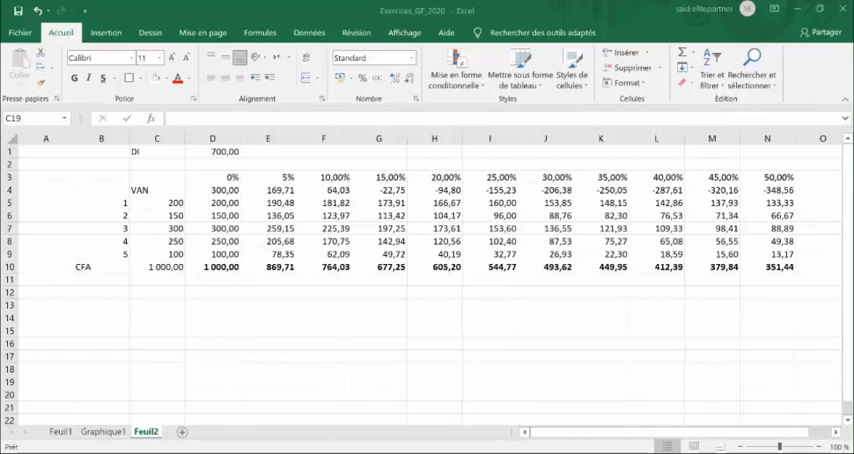 Exercices_GF_2020 - Excel
said elitepartner
SE
Fichier Accueil Insertion Dessin Mise en page Formules Données Révision Affichage Aide Rechercher des outils adaptés Partager
Coller
Calibri 11 A A
G I S A
Standard
% 000
Mise en forme conditionnelle
Mettre sous forme de tableau
Styles de cellules
Insérer
Supprimer
Format
Trier et filtrer
Rechercher et sélectionner
Presse-papiers Police Alignement Nombre Styles Cellules Édition
C19 fx
A B C D E F G H I J K L M N O
1 DI 700,00
2
3 0% 5% 10,00% 15,00% 20,00% 25,00% 30,00% 35,00% 40,00% 45,00% 50,00%
4 VAN 300,00 169,71 64,03 -22,75 -94,80 -155,23 -206,38 -250,05 -287,61 -320,16 -348,56
5 1 200 200,00 190,48 181,82 173,91 166,67 160,00 153,85 148,15 142,86 137,93 133,33
6 2 150 150,00 136,05 123,97 113,42 104,17 96,00 88,76 82,30 76,53 71,34 66,67
7 3 300 300,00 259,15 225,39 197,25 173,61 153,60 136,55 121,93 109,33 98,41 88,89
8 4 250 250,00 205,68 170,75 142,94 120,56 102,40 87,53 75,27 65,08 56,55 49,38
9 5 100 100,00 78,35 62,09 49,72 40,19 32,77 26,93 22,30 18,59 15,60 13,17
10 CFA 1 000,00 1 000,00 869,71 764,03 677,25 605,20 544,77 493,62 449,95 412,39 379,84 351,44
11
12
13
14
15
16
17
18
19
20
21
22
Feuil1 Graphique1 Feuil2
Prêt 100 %